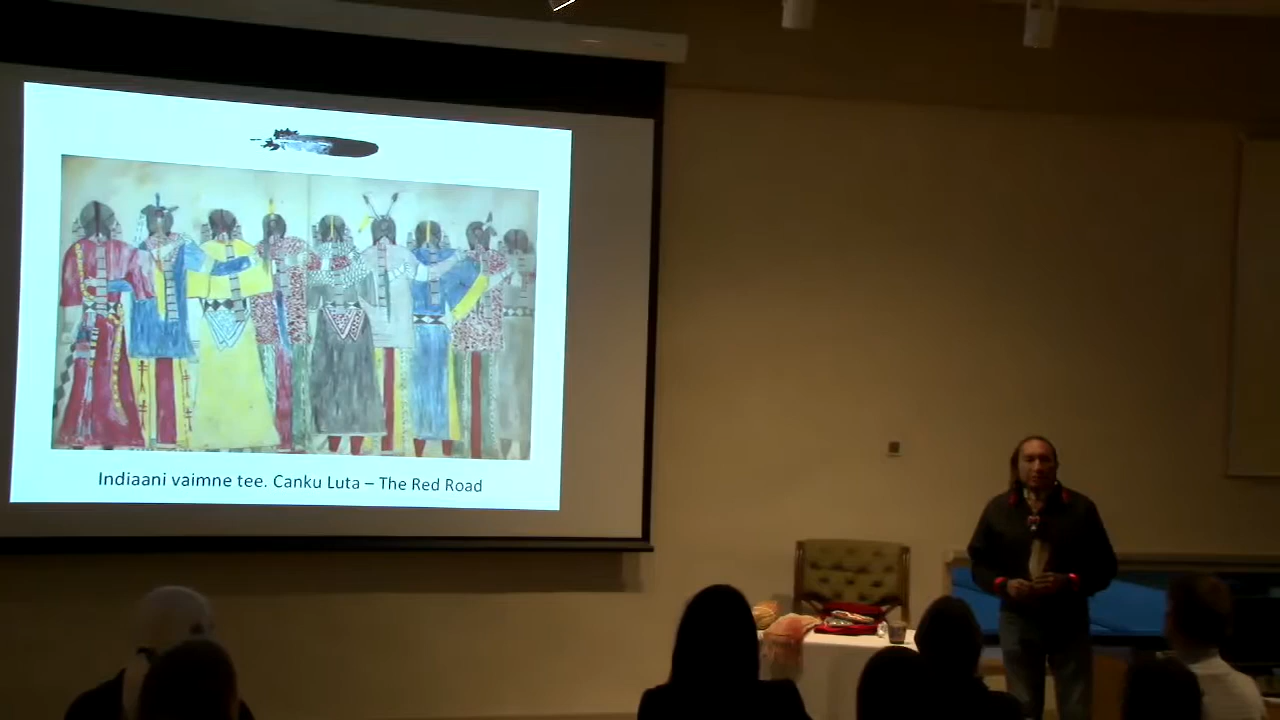 Indiaani vaimne tee. Canku Luta – The Red Road